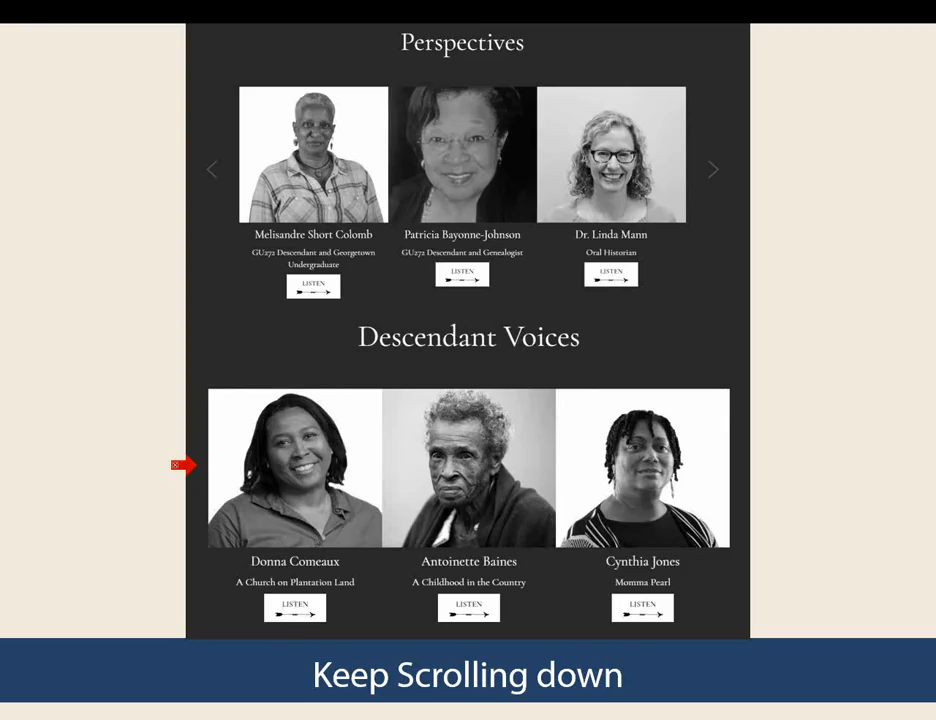 Perspectives
Melisandre Short Colomb
GU272 Descendant and Georgetown
Undergraduate
LISTEN
Patricia Bayonne-Johnson
GU272 Descendant and Genealogist
LISTEN
Dr. Linda Mann
Oral Historian
LISTEN
Descendant Voices
Donna Comeaux
A Church on Plantation Land
LISTEN
Antoinette Baines
A Childhood in the Country
LISTEN
Cynthia Jones
Momma Pearl
LISTEN
Keep Scrolling down